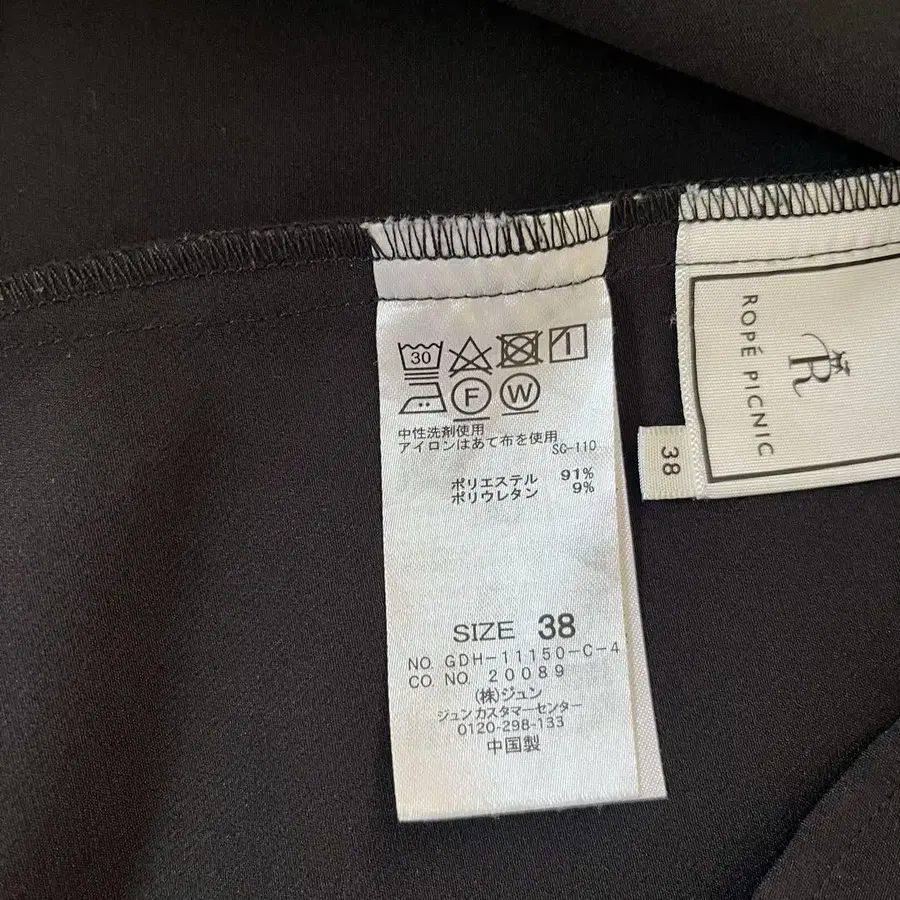 30
F W
中性洗剤使用
アイロンはあて布を使用
SC-110
ポリエステル 91%
ポリウレタン 9%
SIZE 38
NO. GDH-11150-C-4
CO. NO. 20089
(株)ジュン
ジュン カスタマーセンター
0120-298-133
中国製
38
R
ROPÉ PICNIC